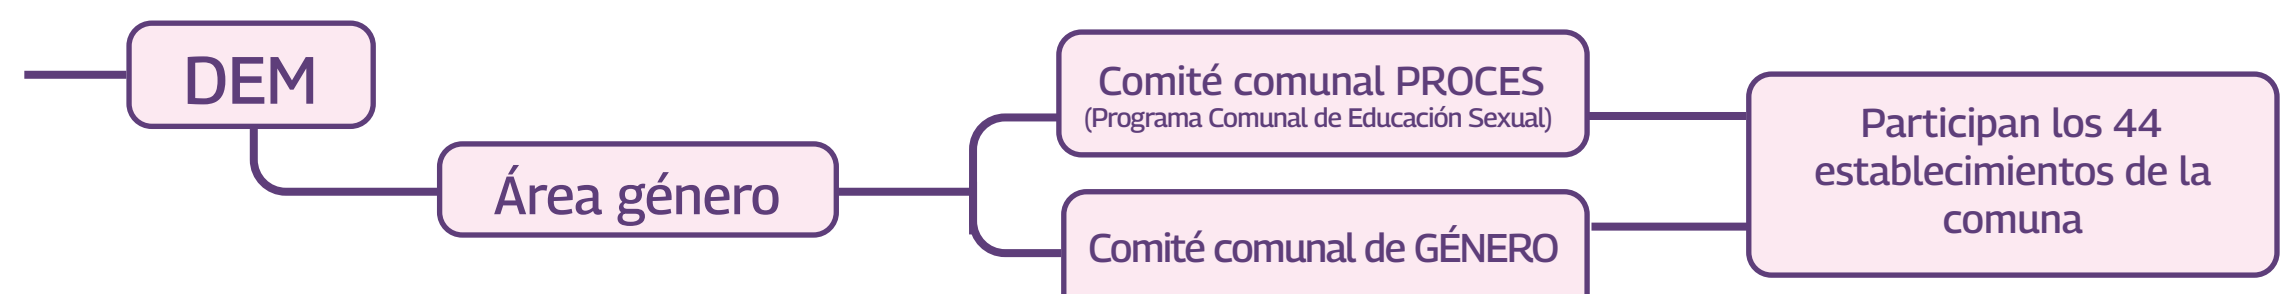 DEM
Área género
Comité comunal PROCES
(Programa Comunal de Educación Sexual)
Comité comunal de GÉNERO
Participan los 44
establecimientos de la
comuna